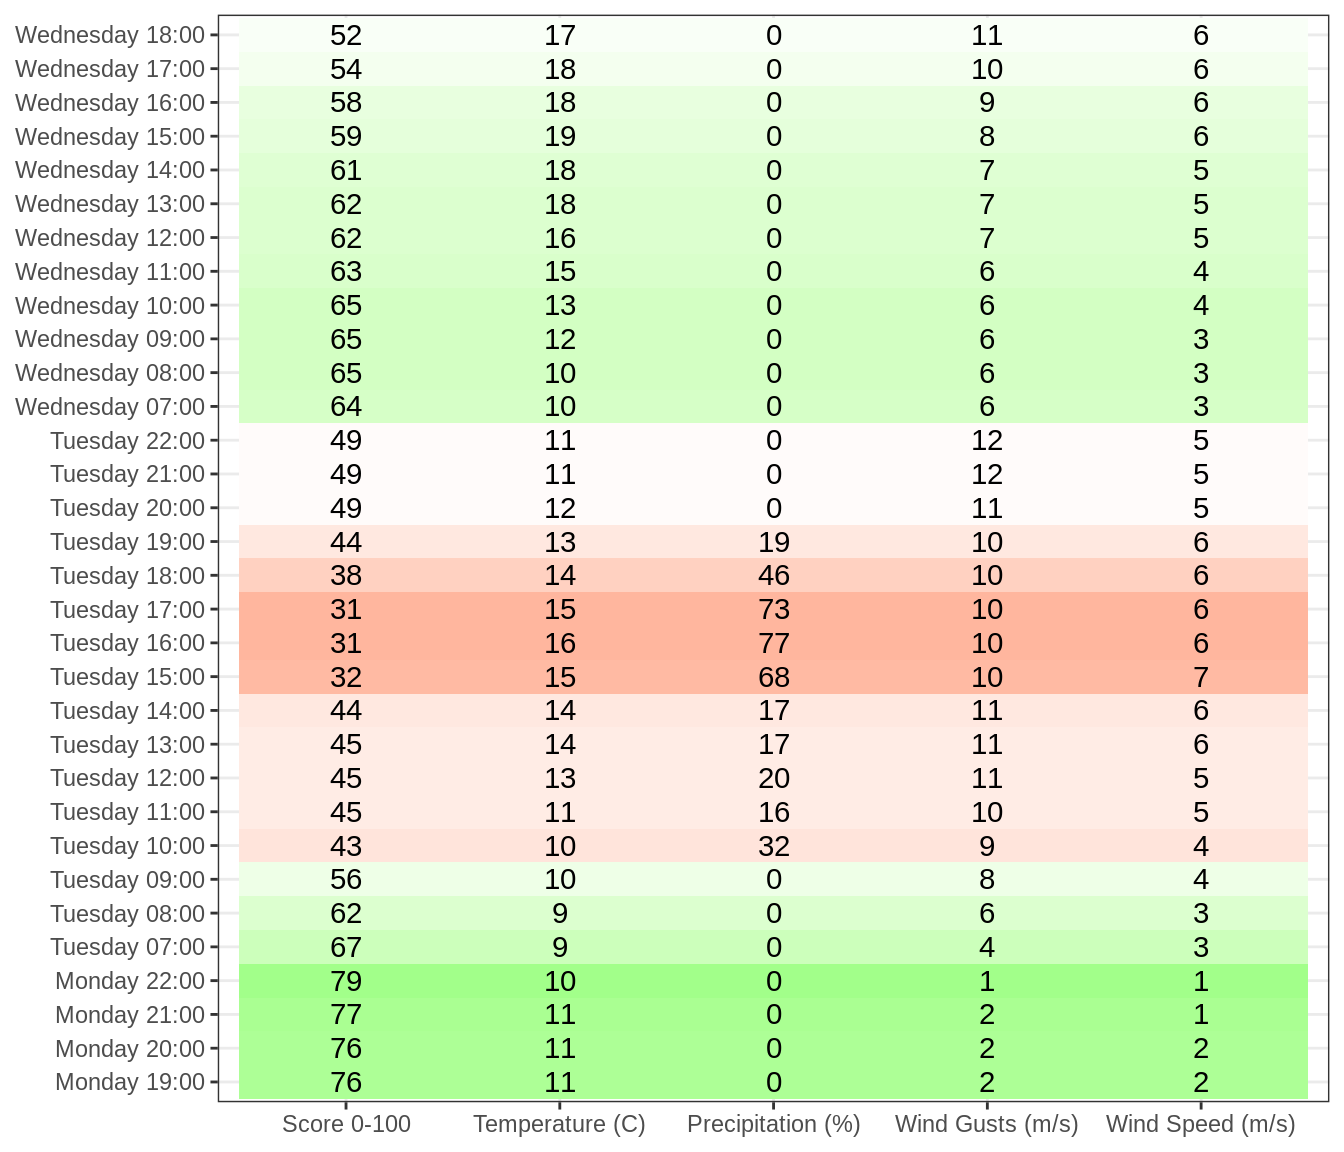 Wednesday 18:00 52 17 0 11 6
Wednesday 17:00 54 18 0 10 6
Wednesday 16:00 58 18 0 9 6
Wednesday 15:00 59 19 0 8 6
Wednesday 14:00 61 18 0 7 5
Wednesday 13:00 62 18 0 7 5
Wednesday 12:00 62 16 0 7 5
Wednesday 11:00 63 15 0 6 4
Wednesday 10:00 65 13 0 6 4
Wednesday 09:00 65 12 0 6 3
Wednesday 08:00 65 10 0 6 3
Wednesday 07:00 64 10 0 6 3
Tuesday 22:00 49 11 0 12 5
Tuesday 21:00 49 11 0 12 5
Tuesday 20:00 49 12 0 11 5
Tuesday 19:00 44 13 19 10 6
Tuesday 18:00 38 14 46 10 6
Tuesday 17:00 31 15 73 10 6
Tuesday 16:00 31 16 77 10 6
Tuesday 15:00 32 15 68 10 7
Tuesday 14:00 44 14 17 11 6
Tuesday 13:00 45 14 17 11 6
Tuesday 12:00 45 13 20 11 5
Tuesday 11:00 45 11 16 10 5
Tuesday 10:00 43 10 32 9 4
Tuesday 09:00 56 10 0 8 4
Tuesday 08:00 62 9 0 6 3
Tuesday 07:00 67 9 0 4 3
Monday 22:00 79 10 0 1 1
Monday 21:00 77 11 0 2 1
Monday 20:00 76 11 0 2 2
Monday 19:00 76 11 0 2 2
Score 0-100 Temperature (C) Precipitation (%) Wind Gusts (m/s) Wind Speed (m/s)